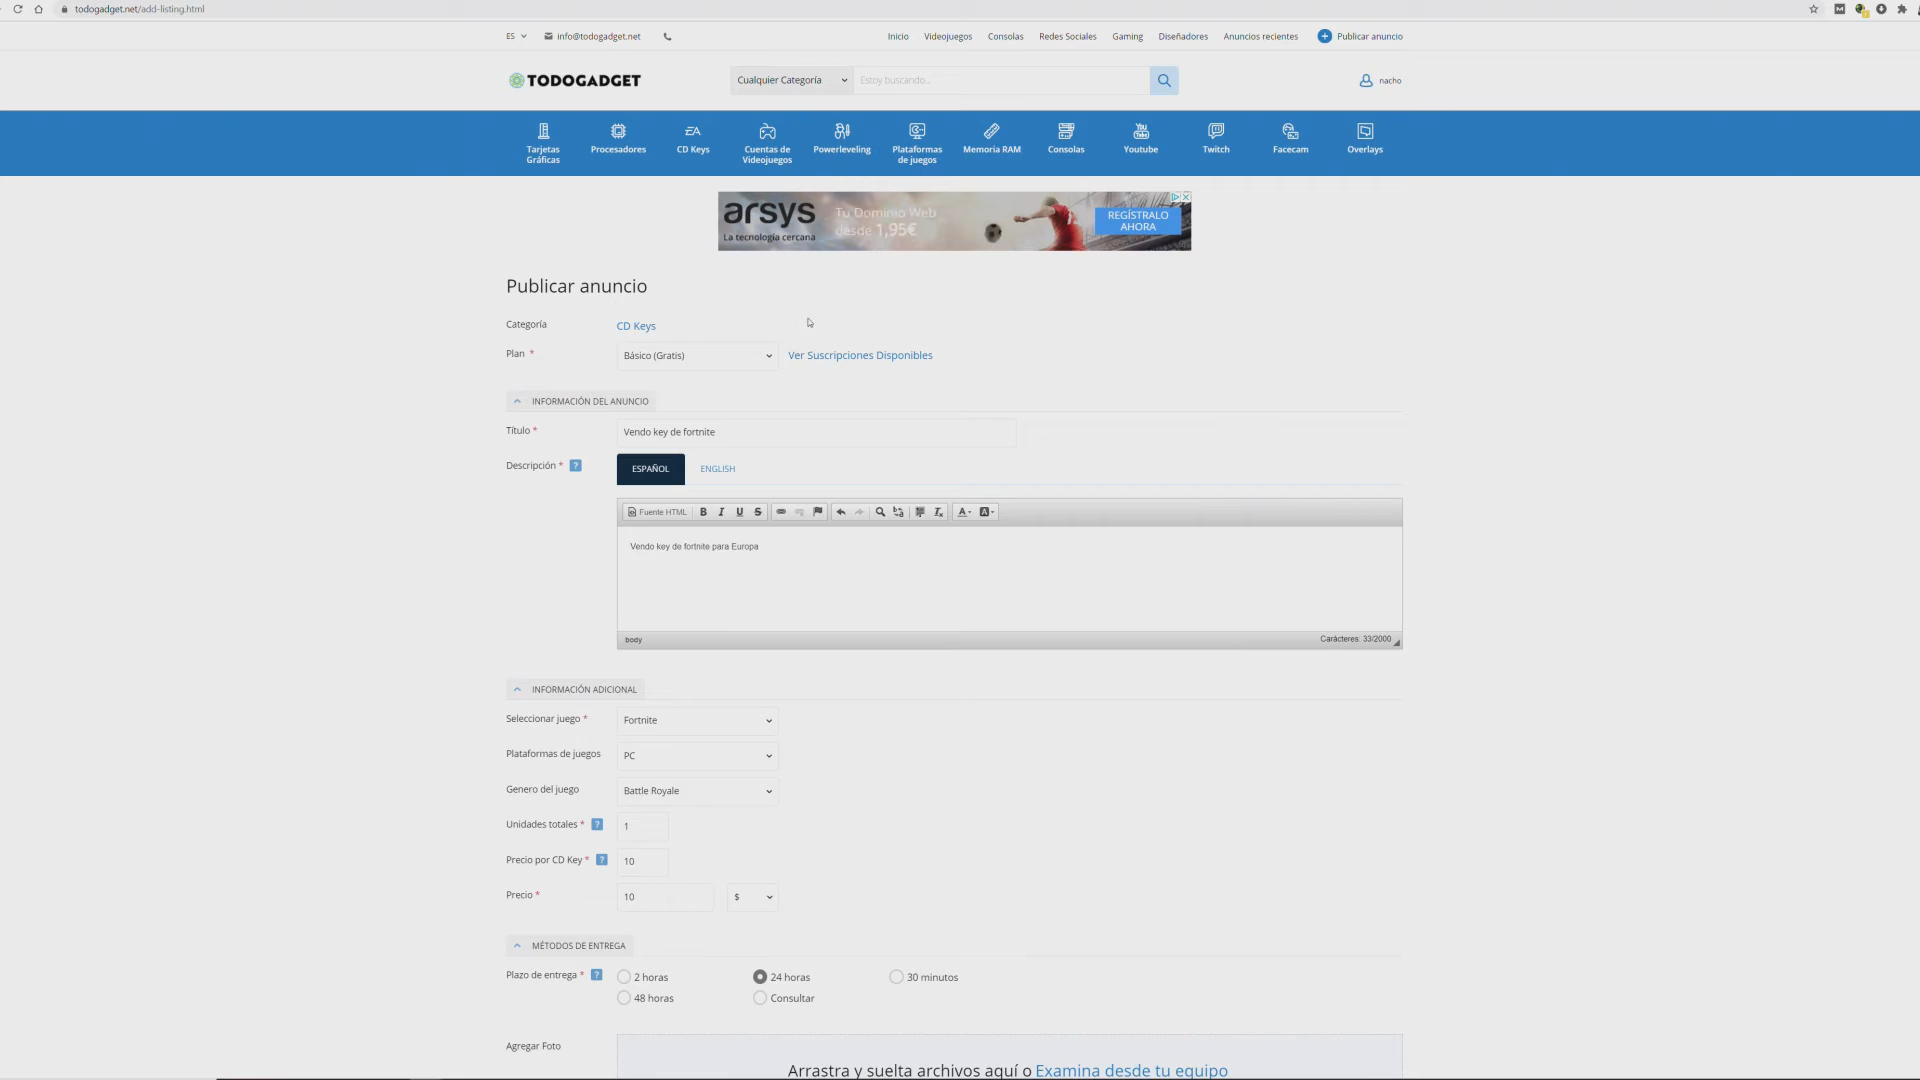 todogadget.net/add-listing.html
ES
info@todogadget.net
Inicio
Videojuegos
Consolas
Redes Sociales
Gaming
Diseñadores
Anuncios recientes
Publicar anuncio
TODOGADGET
Cualquier Categoría
Estoy buscando...
nacho
Tarjetas
Gráficas
Procesadores
CD Keys
Cuentas de
Videojuegos
Powerleveling
Plataformas
de juegos
Memoria RAM
Consolas
Youtube
Twitch
Facecam
Overlays
arsys
La tecnología cercana
Tu Dominio Web
desde 1,95€
REGÍSTRALO
AHORA
Publicar anuncio
Categoría
CD Keys
Plan *
Básico (Gratis)
Ver Suscripciones Disponibles
INFORMACIÓN DEL ANUNCIO
Título *
Vendo key de fortnite
Descripción * ?
ESPAÑOL
ENGLISH
Fuente HTML
Vendo key de fortnite para Europa
body
Carácteres: 33/2000
INFORMACIÓN ADICIONAL
Seleccionar juego *
Fortnite
Plataformas de juegos
PC
Genero del juego
Battle Royale
Unidades totales * ?
1
Precio por CD Key * ?
10
Precio *
10
$
MÉTODOS DE ENTREGA
Plazo de entrega * ?
2 horas
24 horas
30 minutos
48 horas
Consultar
Agregar Foto
Arrastra y suelta archivos aquí o Examina desde tu equipo